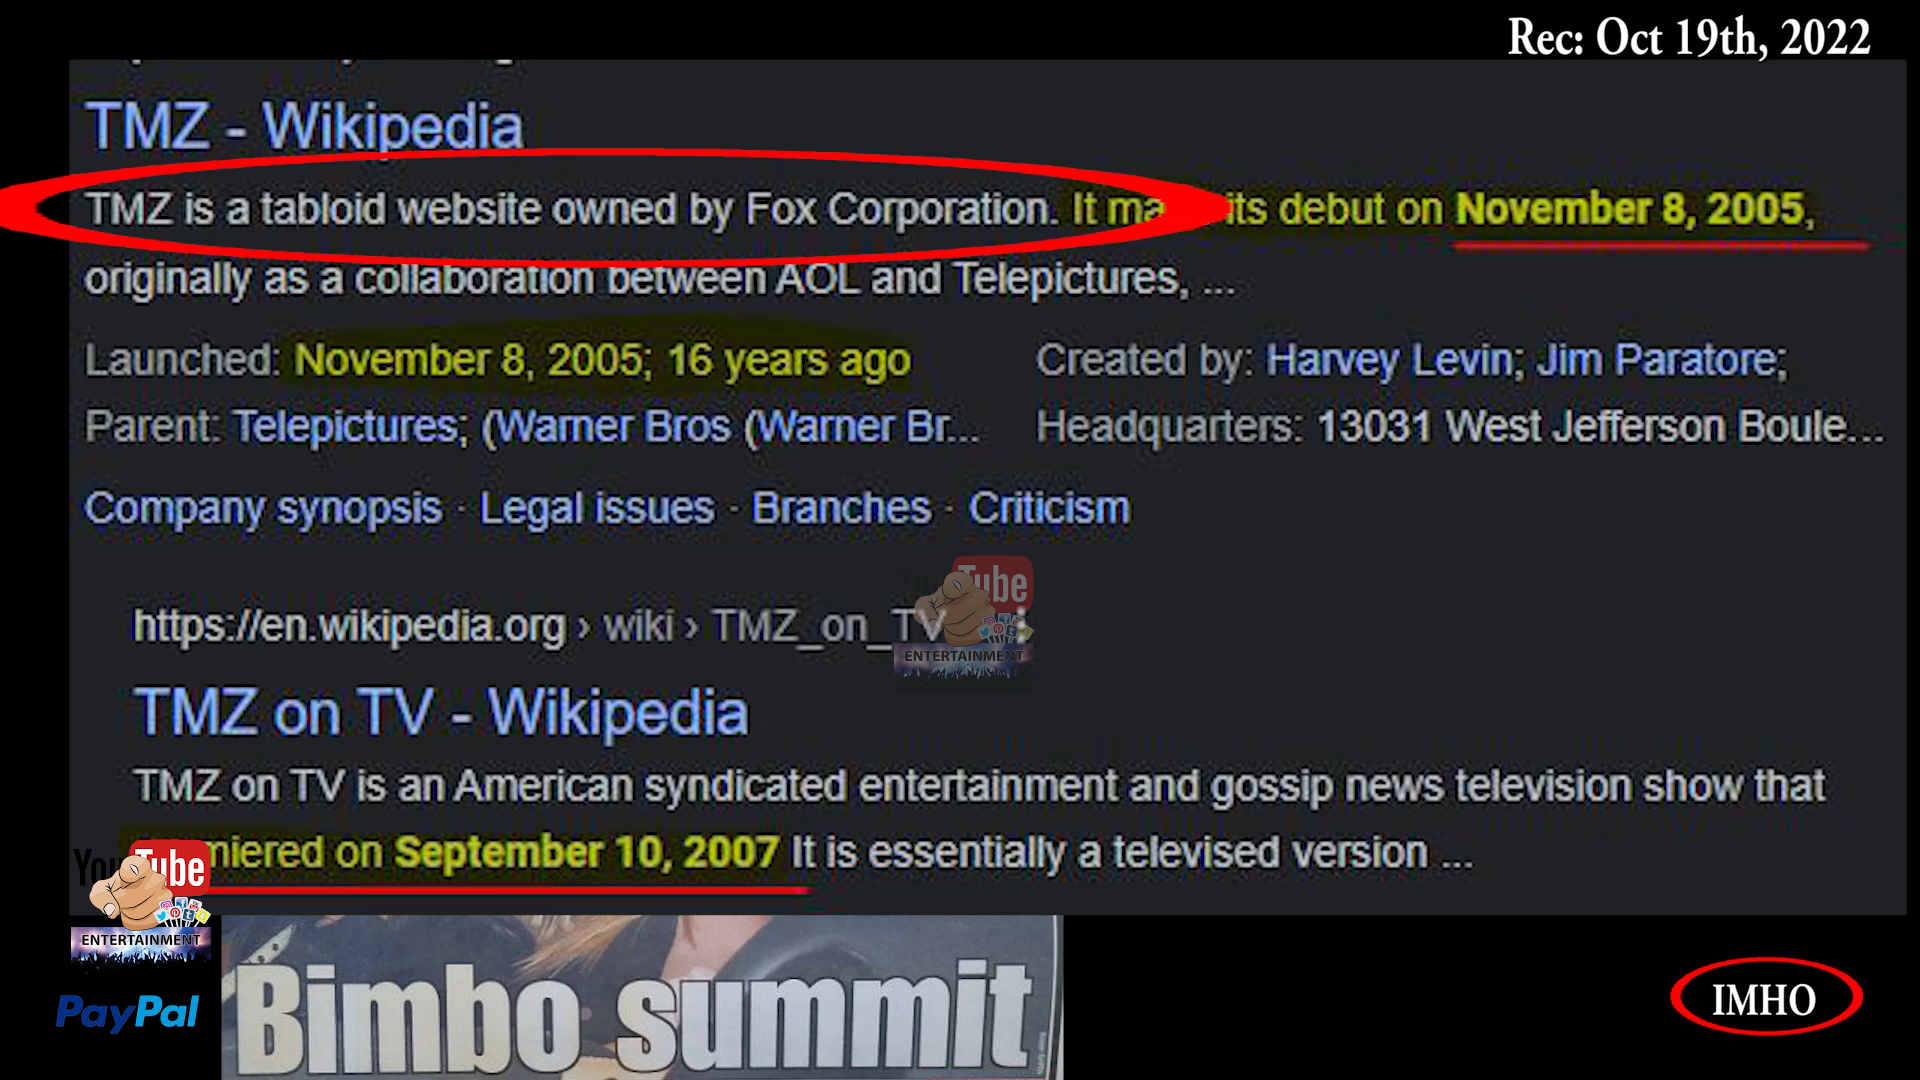 Rec: Oct 19th, 2022
TMZ - Wikipedia
TMZ is a tabloid website owned by Fox Corporation. It ma its debut on November 8, 2005,
originally as a collaboration between AOL and Telepictures, ...
Launched: November 8, 2005; 16 years ago
Created by: Harvey Levin; Jim Paratore;
Parent: Telepictures; (Warner Bros (Warner Br...
Headquarters: 13031 West Jefferson Boule...
Company synopsis · Legal issues · Branches · Criticism
YouTube
ENTERTAINMENT
https://en.wikipedia.org › wiki › TMZ_on_TV
TMZ on TV - Wikipedia
TMZ on TV is an American syndicated entertainment and gossip news television show that
miered on September 10, 2007 It is essentially a televised version ...
YouTube
ENTERTAINMENT
PayPal
Bimbo summit
IMHO